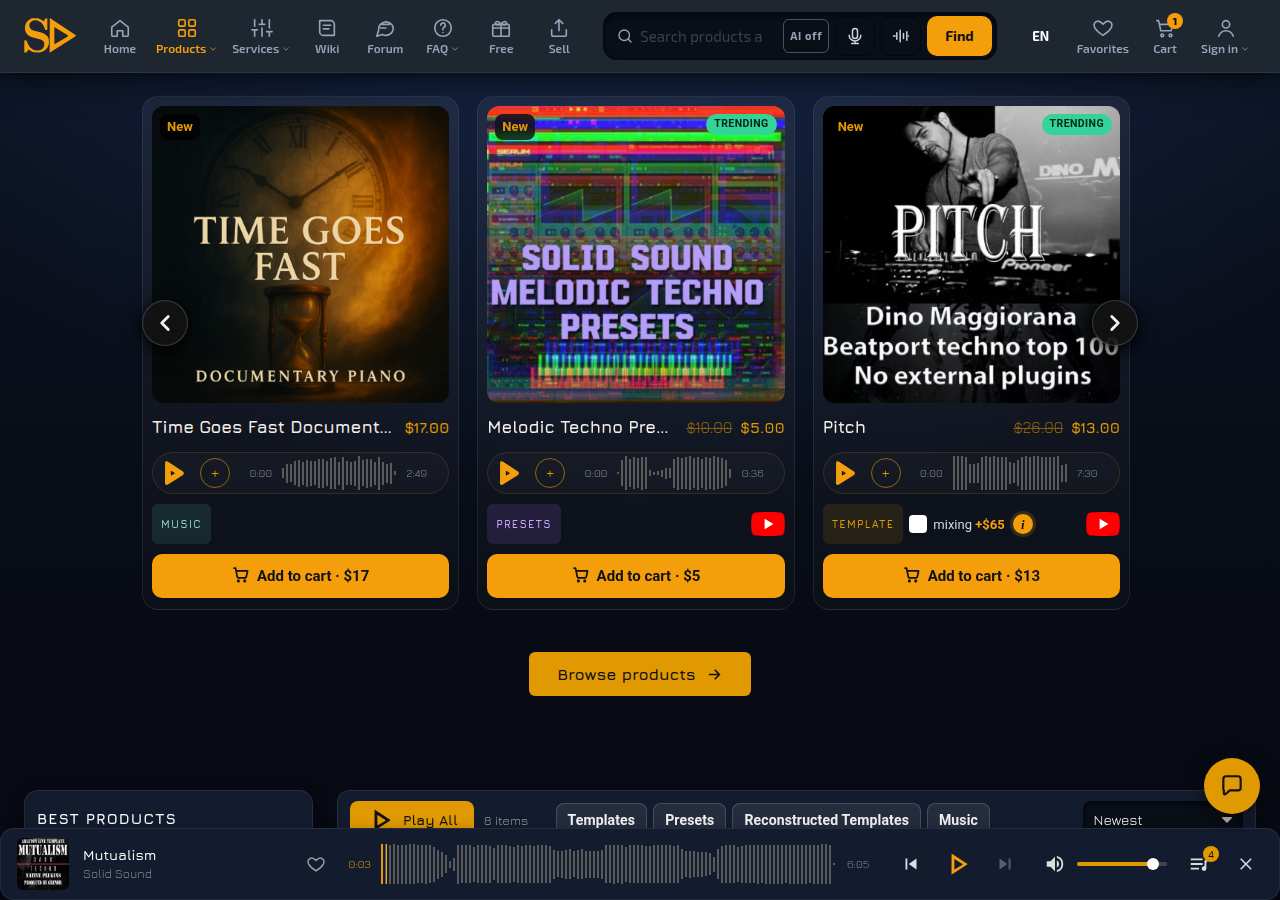 Home
Products
Services
Wiki
Forum
FAQ
Free
Sell
Search products a
AI off
Find
EN
Favorites
1
Cart
Sign in
New
TIME GOES
FAST
DOCUMENTARY PIANO
Time Goes Fast Document...
$17.00
+
0:00
2:49
MUSIC
Add to cart · $17
New
TRENDING
SERUM
SOLID SOUND
MELODIC TECHNO
PRESETS
Melodic Techno Pre...
$10.00 $5.00
+
0:00
0:36
PRESETS
Add to cart · $5
New
TRENDING
DINO M
PITCH
Pioneer
Dino Maggiorana
Beatport techno top 100
No external plugins
Pitch
$26.00 $13.00
+
0:00
7:30
TEMPLATE
mixing +$65
i
Add to cart · $13
Browse products
BEST PRODUCTS
Play All
8 items
Templates
Presets
Reconstructed Templates
Music
Newest
MUTUALISM
Mutualism
Solid Sound
0:03
6:05
4